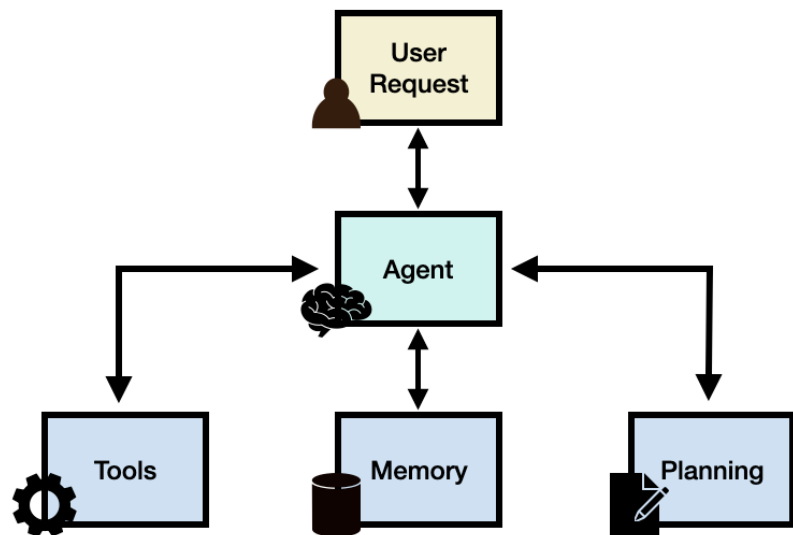 User
Request
Agent
Tools
Memory
Planning